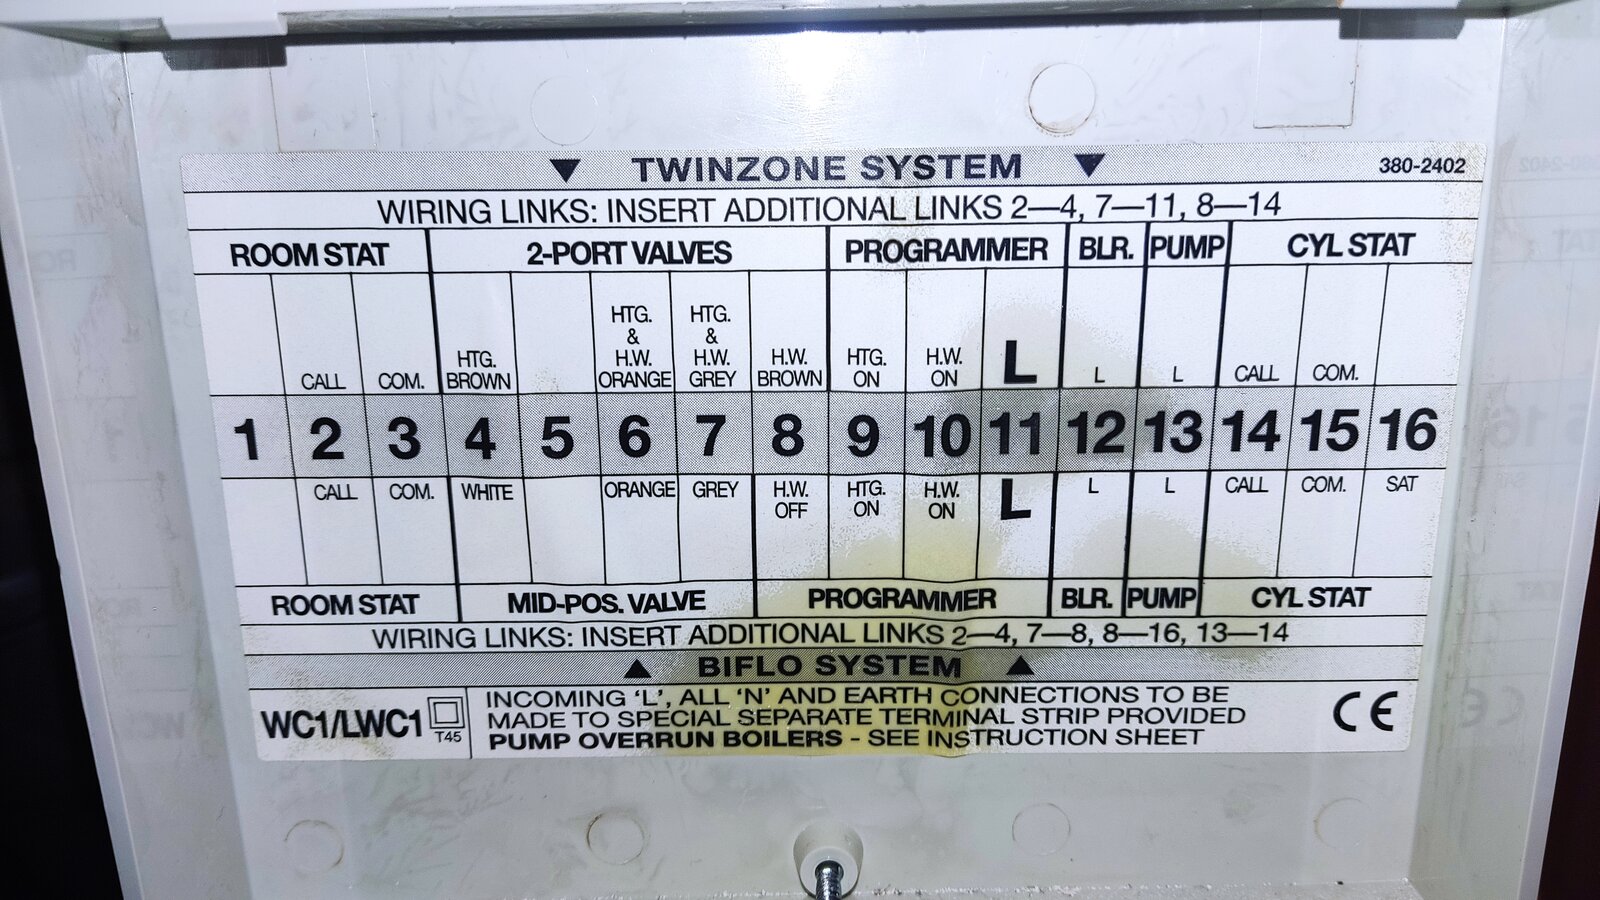 ▼ TWINZONE SYSTEM ▼ 380-2402
WIRING LINKS: INSERT ADDITIONAL LINKS 2—4, 7—11, 8—14
ROOM STAT 2-PORT VALVES PROGRAMMER BLR. PUMP CYL STAT
CALL COM. HTG. BROWN HTG. & H.W. ORANGE HTG. & H.W. GREY H.W. BROWN HTG. ON H.W. ON L L L CALL COM.
1 2 3 4 5 6 7 8 9 10 11 12 13 14 15 16
CALL COM. WHITE ORANGE GREY H.W. OFF HTG. ON H.W. ON L L L CALL COM. SAT
ROOM STAT MID-POS. VALVE PROGRAMMER BLR. PUMP CYL STAT
WIRING LINKS: INSERT ADDITIONAL LINKS 2—4, 7—8, 8—16, 13—14
▲ BIFLO SYSTEM ▲
WC1/LWC1 T45
INCOMING 'L', ALL 'N' AND EARTH CONNECTIONS TO BE
MADE TO SPECIAL SEPARATE TERMINAL STRIP PROVIDED
PUMP OVERRUN BOILERS - SEE INSTRUCTION SHEET
CE